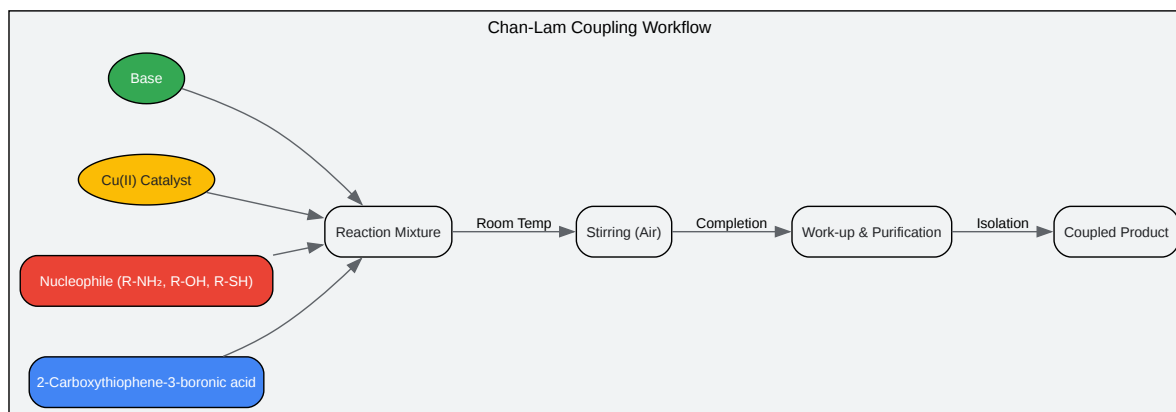 Chan-Lam Coupling Workflow
Base
Cu(II) Catalyst
Nucleophile (R-NH₂, R-OH, R-SH)
2-Carboxythiophene-3-boronic acid
Reaction Mixture
Room Temp
Stirring (Air)
Completion
Work-up & Purification
Isolation
Coupled Product